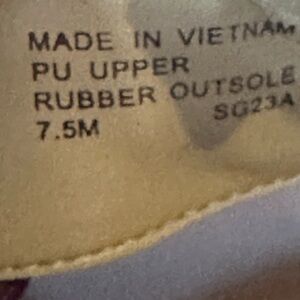 MADE IN VIETNAM
PU UPPER
RUBBER OUTSOLE
7.5M SG23A